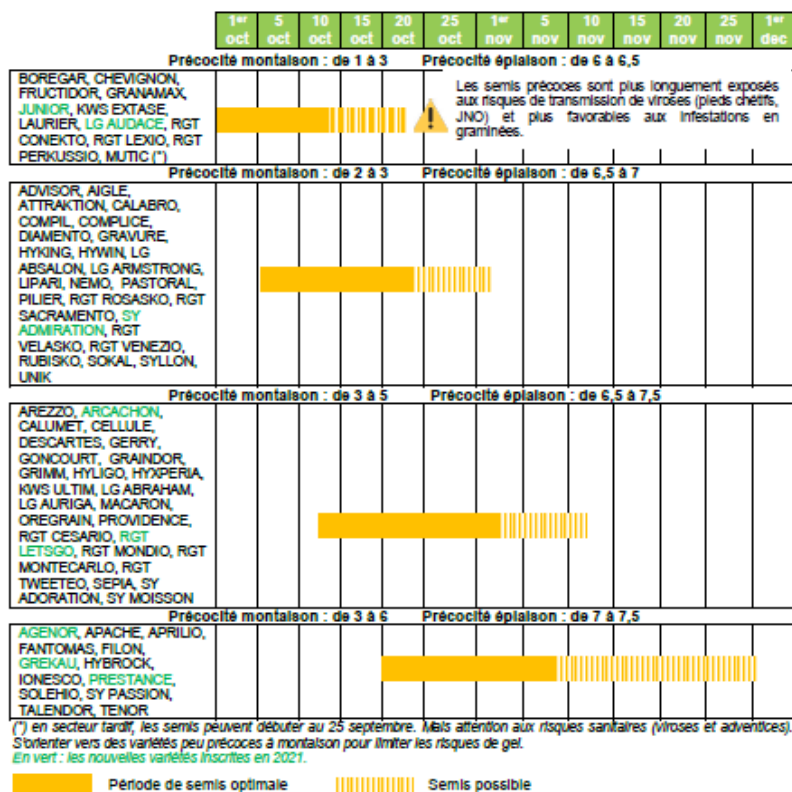 1er oct 5 oct 10 oct 15 oct 20 oct 25 oct 1er nov 5 nov 10 nov 15 nov 20 nov 25 nov 1er dec
Précocité montaison : de 1 à 3 Précocité épiaison : de 6 à 6,5
BOREGAR, CHEVIGNON,
FRUCTIDOR, GRANAMAX,
JUNIOR, KWS EXTASE,
LAURIER, LG AUDACE, RGT
CONEKTO, RGT LEXIO, RGT
PERKUSSIO, MUTIC (*)
Les semis précoces sont plus longuement exposés
aux risques de transmission de viroses (pieds chétifs,
JNO) et plus favorables aux infestations en
graminées.
Précocité montaison : de 2 à 3 Précocité épiaison : de 6,5 à 7
ADVISOR, AIGLE,
ATTRAKTION, CALABRO,
COMPIL, COMPLICE,
DIAMENTO, GRAVURE,
HYKING, HYWIN, LG
ABSALON, LG ARMSTRONG,
LIPARI, NEMO, PASTORAL,
PILIER, RGT ROSASKO, RGT
SACRAMENTO, SY
ADMIRATION, RGT
VELASKO, RGT VENEZIO,
RUBISKO, SOKAL, SYLLON,
UNIK
Précocité montaison : de 3 à 5 Précocité épiaison : de 6,5 à 7,5
AREZZO, ARCACHON,
CALUMET, CELLULE,
DESCARTES, GERRY,
GONCOURT, GRAINDOR,
GRIMM, HYLIGO, HYXPERIA,
KWS ULTIM, LG ABRAHAM,
LG AURIGA, MACARON,
OREGRAIN, PROVIDENCE,
RGT CESARIO, RGT
LETSGO, RGT MONDIO, RGT
MONTECARLO, RGT
TWEETEO, SEPIA, SY
ADORATION, SY MOISSON
Précocité montaison : de 3 à 6 Précocité épiaison : de 7 à 7,5
AGENOR, APACHE, APRILIO,
FANTOMAS, FILON,
GREKAU, HYBROCK,
IONESCO, PRESTANCE,
SOLEHIO, SY PASSION,
TALENDOR, TENOR
(*) en secteur tardif, les semis peuvent débuter au 25 septembre. Mais attention aux risques sanitaires (viroses et adventices).
S'orienter vers des variétés peu précoces à montaison pour limiter les risques de gel.
En vert : les nouvelles variétés inscrites en 2021.
Période de semis optimale Semis possible